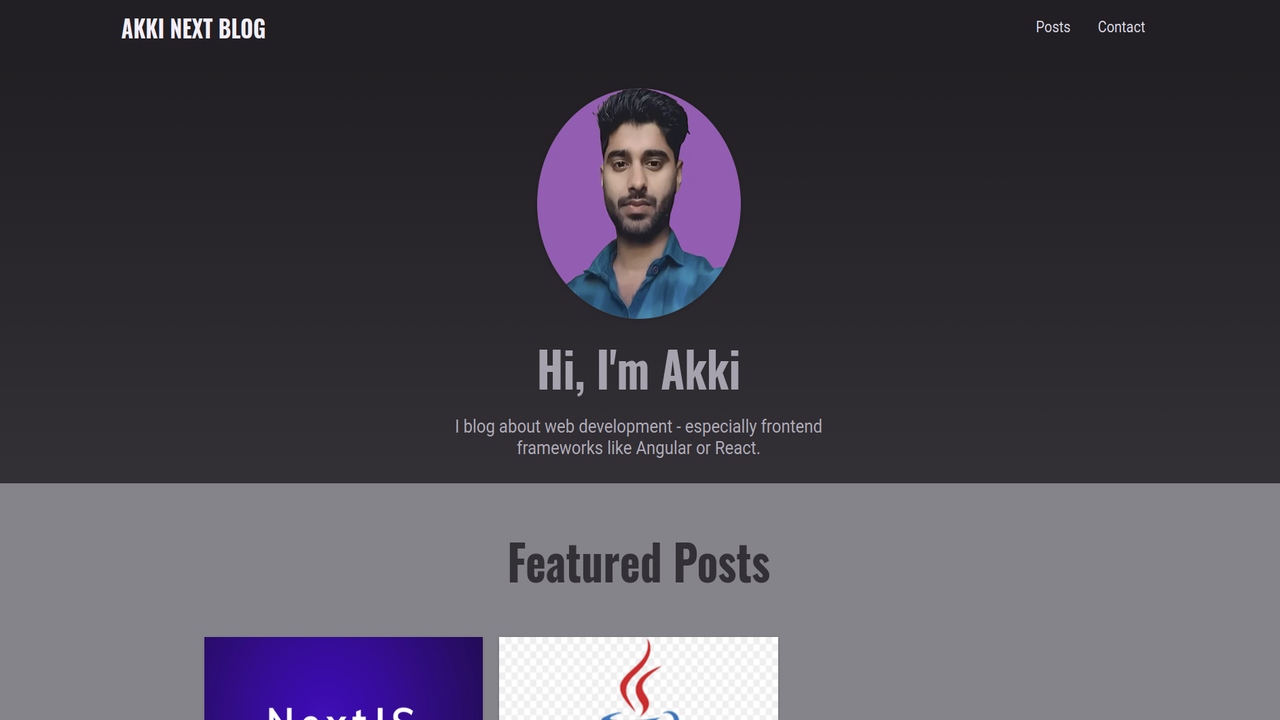 AKKI NEXT BLOG
Posts
Contact
Hi, I'm Akki
I blog about web development - especially frontend
frameworks like Angular or React.
Featured Posts
NextJS